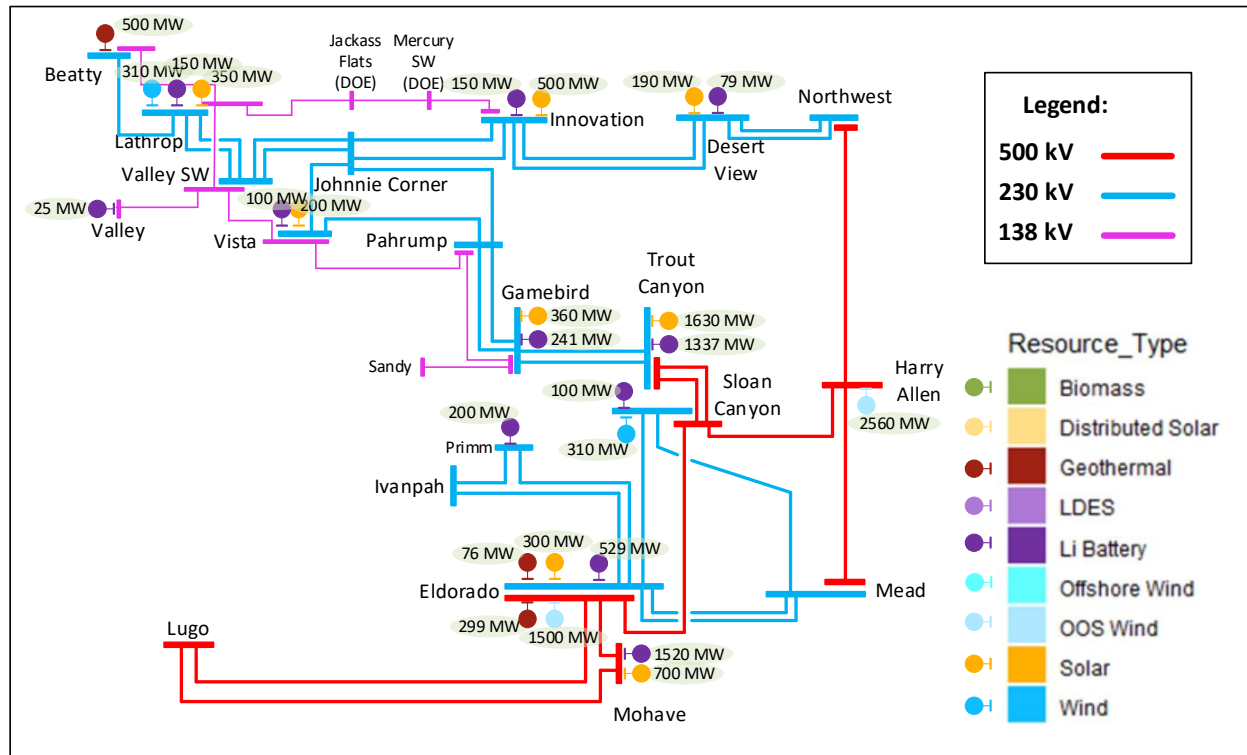 500 MW
Beatty
150 MW
310 MW
350 MW
Lathrop
Jackass
Flats
(DOE)
Mercury
SW
(DOE)
150 MW
500 MW
Innovation
190 MW
79 MW
Desert
View
Northwest
Legend:
500 kV
230 kV
138 kV
Valley SW
Johnnie Corner
25 MW
Valley
100 MW
200 MW
Vista
Pahrump
Gamebird
360 MW
241 MW
Trout
Canyon
1630 MW
1337 MW
Sandy
Sloan
Canyon
100 MW
310 MW
Harry
Allen
2560 MW
200 MW
Primm
Ivanpah
76 MW
300 MW
529 MW
Eldorado
299 MW
1500 MW
Mead
Lugo
1520 MW
700 MW
Mohave
Resource_Type
Biomass
Distributed Solar
Geothermal
LDES
Li Battery
Offshore Wind
OOS Wind
Solar
Wind